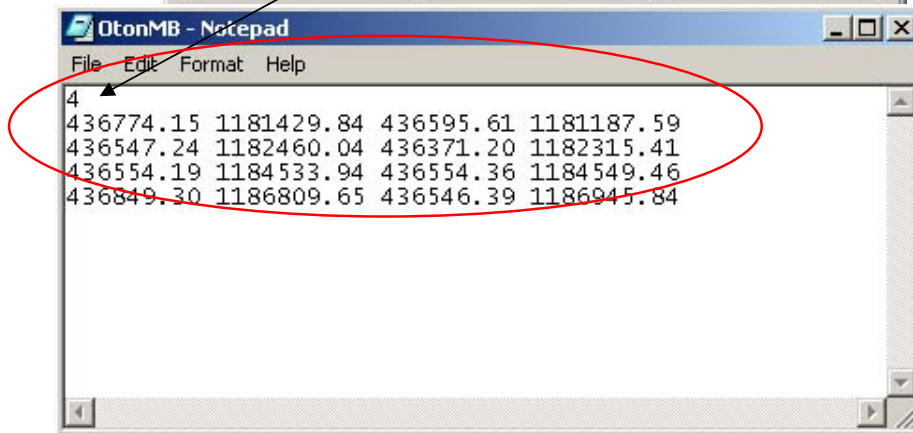 OtonMB - Notepad
File Edit Format Help
4
436774.15 1181429.84 436595.61 1181187.59
436547.24 1182460.04 436371.20 1182315.41
436554.19 1184533.94 436554.36 1184549.46
436849.30 1186809.65 436546.39 1186945.84